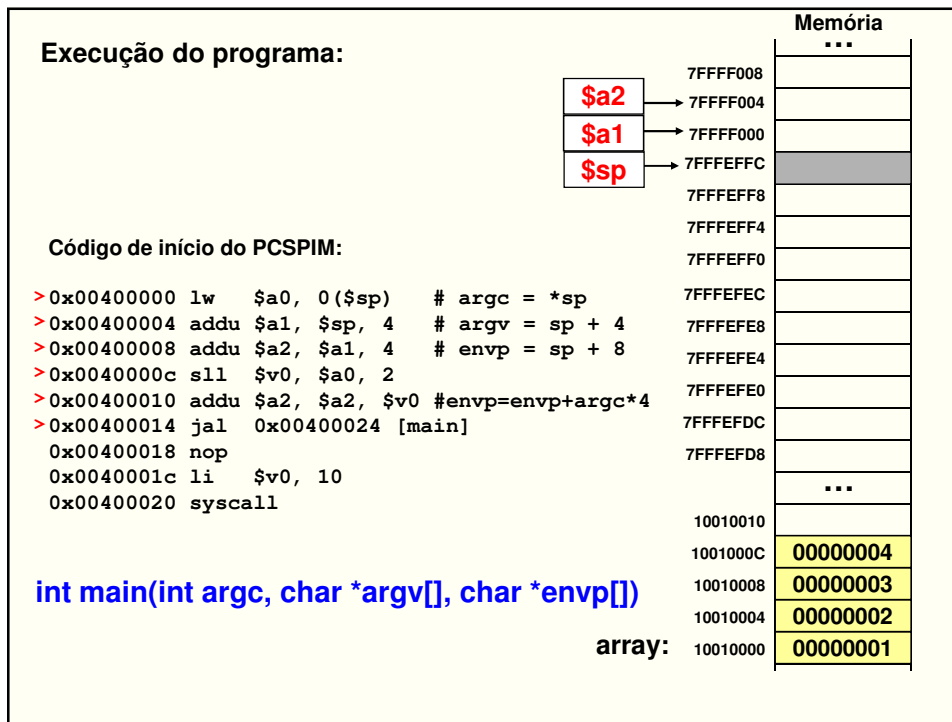 Execução do programa:
Memória
...
7FFFF008
$a2
7FFFF004
$a1
7FFFF000
$sp
7FFFEFFC
7FFFEFF8
7FFFEFF4
7FFFEFF0
7FFFEFEC
7FFFEFE8
7FFFEFE4
7FFFEFE0
7FFFEFDC
7FFFEFD8
...
Código de início do PCSPIM:
>0x00400000 lw $a0, 0($sp) # argc = *sp
>0x00400004 addu $a1, $sp, 4 # argv = sp + 4
>0x00400008 addu $a2, $a1, 4 # envp = sp + 8
>0x0040000c sll $v0, $a0, 2
>0x00400010 addu $a2, $a2, $v0 #envp=envp+argc*4
>0x00400014 jal 0x00400024 [main]
0x00400018 nop
0x0040001c li $v0, 10
0x00400020 syscall
int main(int argc, char *argv[], char *envp[])
10010010
1001000C 00000004
10010008 00000003
10010004 00000002
array: 10010000 00000001